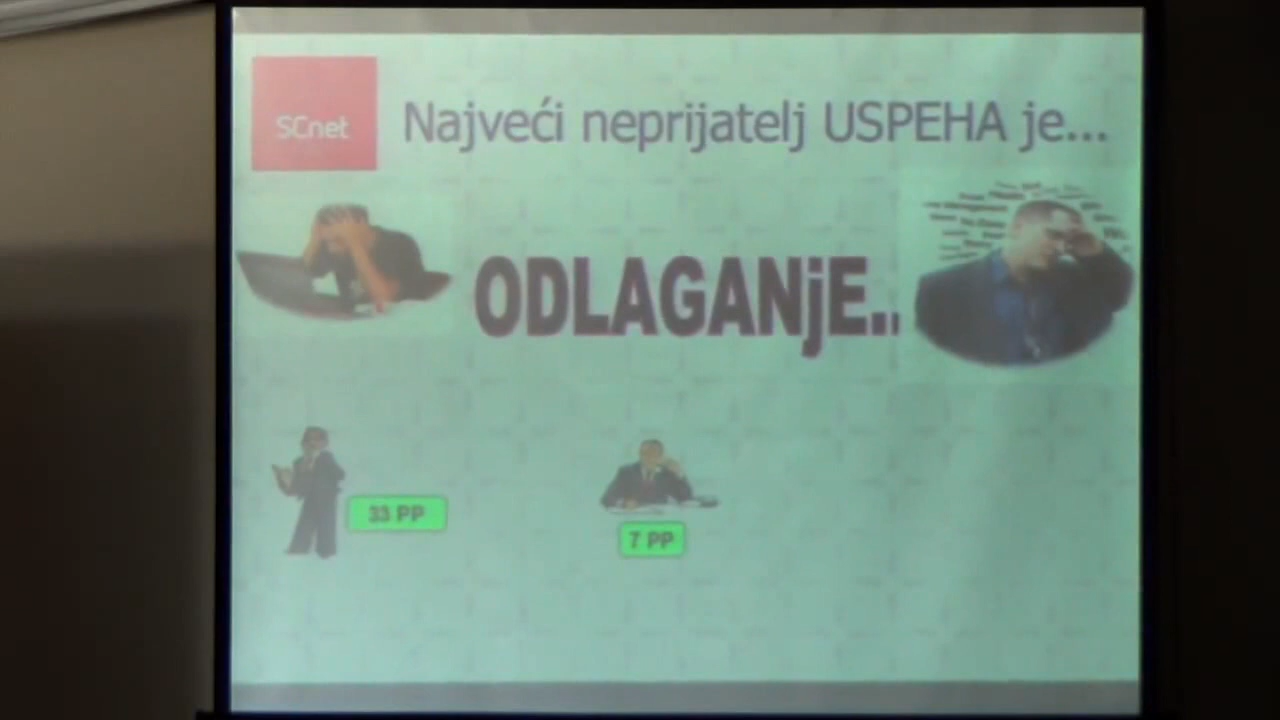 SCnet
Najveći neprijatelj USPEHA je...
ODLAGANjE..
33 PP
7 PP